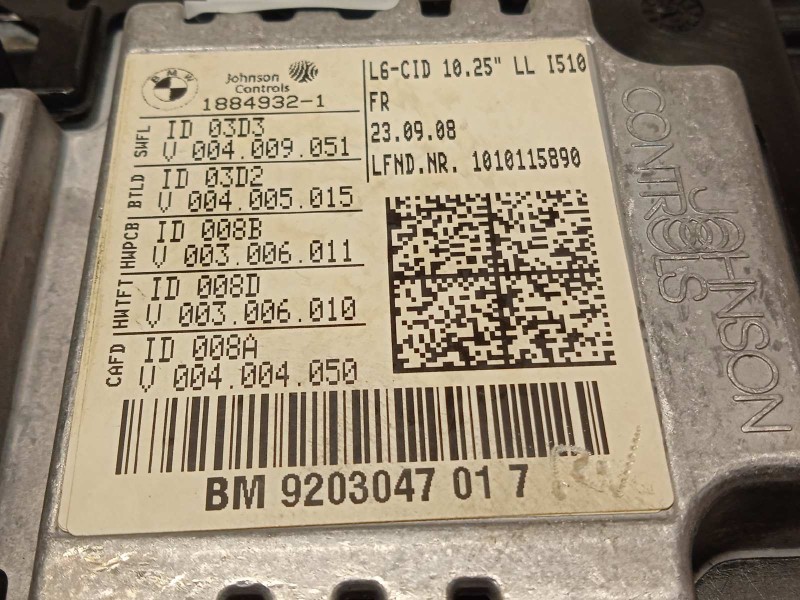 BMW
Johnson
Controls
1884932-1
L6-CID 10.25" LL I510
FR
23.09.08
LFND.NR. 1010115890
SWFL
ID 03D3
V 004.009.051
BTLD
ID 03D2
V 004.005.015
HWPCB
ID 008B
V 003.006.011
HWTFT
ID 008D
V 003.006.010
CAFD
ID 008A
V 004.004.050
BM 9203047 01 7
JOHNSON
CONTROLS